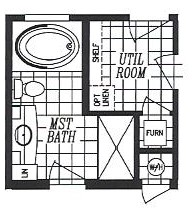 SHELF
UTIL
ROOM
OPT
LINEN
MST
BATH
FURN
W/H
LIN